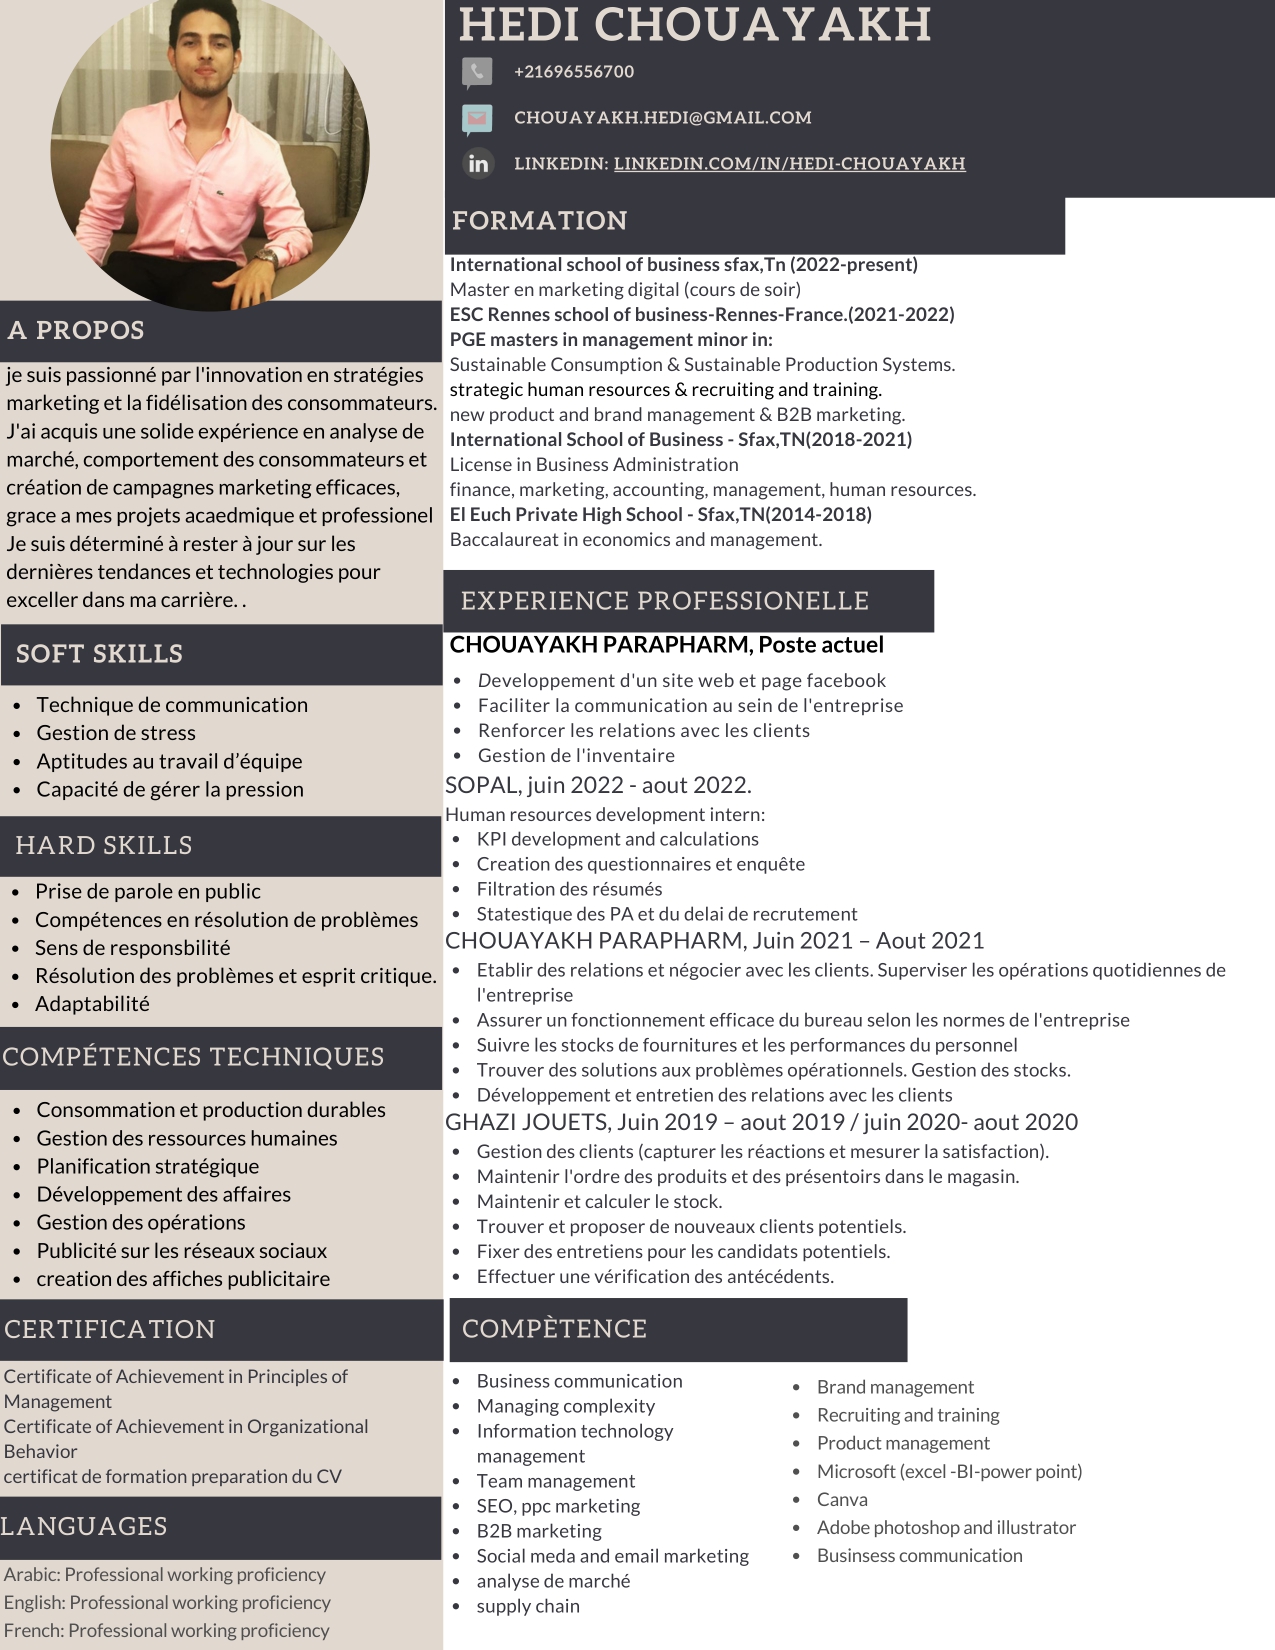 HEDI CHOUAYAKH
+21696556700
CHOUAYAKH.HEDI@GMAIL.COM
in
LINKEDIN: LINKEDIN.COM/IN/HEDI-CHOUAYAKH
A PROPOS
je suis passionné par l'innovation en stratégies
marketing et la fidélisation des consommateurs.
J'ai acquis une solide expérience en analyse de
marché, comportement des consommateurs et
création de campagnes marketing efficaces,
grace a mes projets acaedmique et professionel
Je suis déterminé à rester à jour sur les
dernières tendances et technologies pour
exceller dans ma carrière. .
SOFT SKILLS
• Technique de communication
• Gestion de stress
• Aptitudes au travail d’équipe
• Capacité de gérer la pression
HARD SKILLS
• Prise de parole en public
• Compétences en résolution de problèmes
• Sens de responsbilité
• Résolution des problèmes et esprit critique.
• Adaptabilité
COMPÉTENCES TECHNIQUES
• Consommation et production durables
• Gestion des ressources humaines
• Planification stratégique
• Développement des affaires
• Gestion des opérations
• Publicité sur les réseaux sociaux
• creation des affiches publicitaire
CERTIFICATION
Certificate of Achievement in Principles of
Management
Certificate of Achievement in Organizational
Behavior
certificat de formation preparation du CV
LANGUAGES
Arabic: Professional working proficiency
English: Professional working proficiency
French: Professional working proficiency
FORMATION
International school of business sfax,Tn (2022-present)
Master en marketing digital (cours de soir)
ESC Rennes school of business-Rennes-France.(2021-2022)
PGE masters in management minor in:
Sustainable Consumption & Sustainable Production Systems.
strategic human resources & recruiting and training.
new product and brand management & B2B marketing.
International School of Business - Sfax,TN(2018-2021)
License in Business Administration
finance, marketing, accounting, management, human resources.
El Euch Private High School - Sfax,TN(2014-2018)
Baccalaureat in economics and management.
EXPERIENCE PROFESSIONELLE
CHOUAYAKH PARAPHARM, Poste actuel
• Developpement d'un site web et page facebook
• Faciliter la communication au sein de l'entreprise
• Renforcer les relations avec les clients
• Gestion de l'inventaire
SOPAL, juin 2022 - aout 2022.
Human resources development intern:
• KPI development and calculations
• Creation des questionnaires et enquête
• Filtration des résumés
• Statestique des PA et du delai de recrutement
CHOUAYAKH PARAPHARM, Juin 2021 – Aout 2021
• Etablir des relations et négocier avec les clients. Superviser les opérations quotidiennes de
l'entreprise
• Assurer un fonctionnement efficace du bureau selon les normes de l'entreprise
• Suivre les stocks de fournitures et les performances du personnel
• Trouver des solutions aux problèmes opérationnels. Gestion des stocks.
• Développement et entretien des relations avec les clients
GHAZI JOUETS, Juin 2019 – aout 2019 / juin 2020- aout 2020
• Gestion des clients (capturer les réactions et mesurer la satisfaction).
• Maintenir l'ordre des produits et des présentoirs dans le magasin.
• Maintenir et calculer le stock.
• Trouver et proposer de nouveaux clients potentiels.
• Fixer des entretiens pour les candidats potentiels.
• Effectuer une vérification des antécédents.
COMPÈTENCE
• Business communication
• Managing complexity
• Information technology
management
• Team management
• SEO, ppc marketing
• B2B marketing
• Social meda and email marketing
• analyse de marché
• supply chain
• Brand management
• Recruiting and training
• Product management
• Microsoft (excel -BI-power point)
• Canva
• Adobe photoshop and illustrator
• Businsess communication